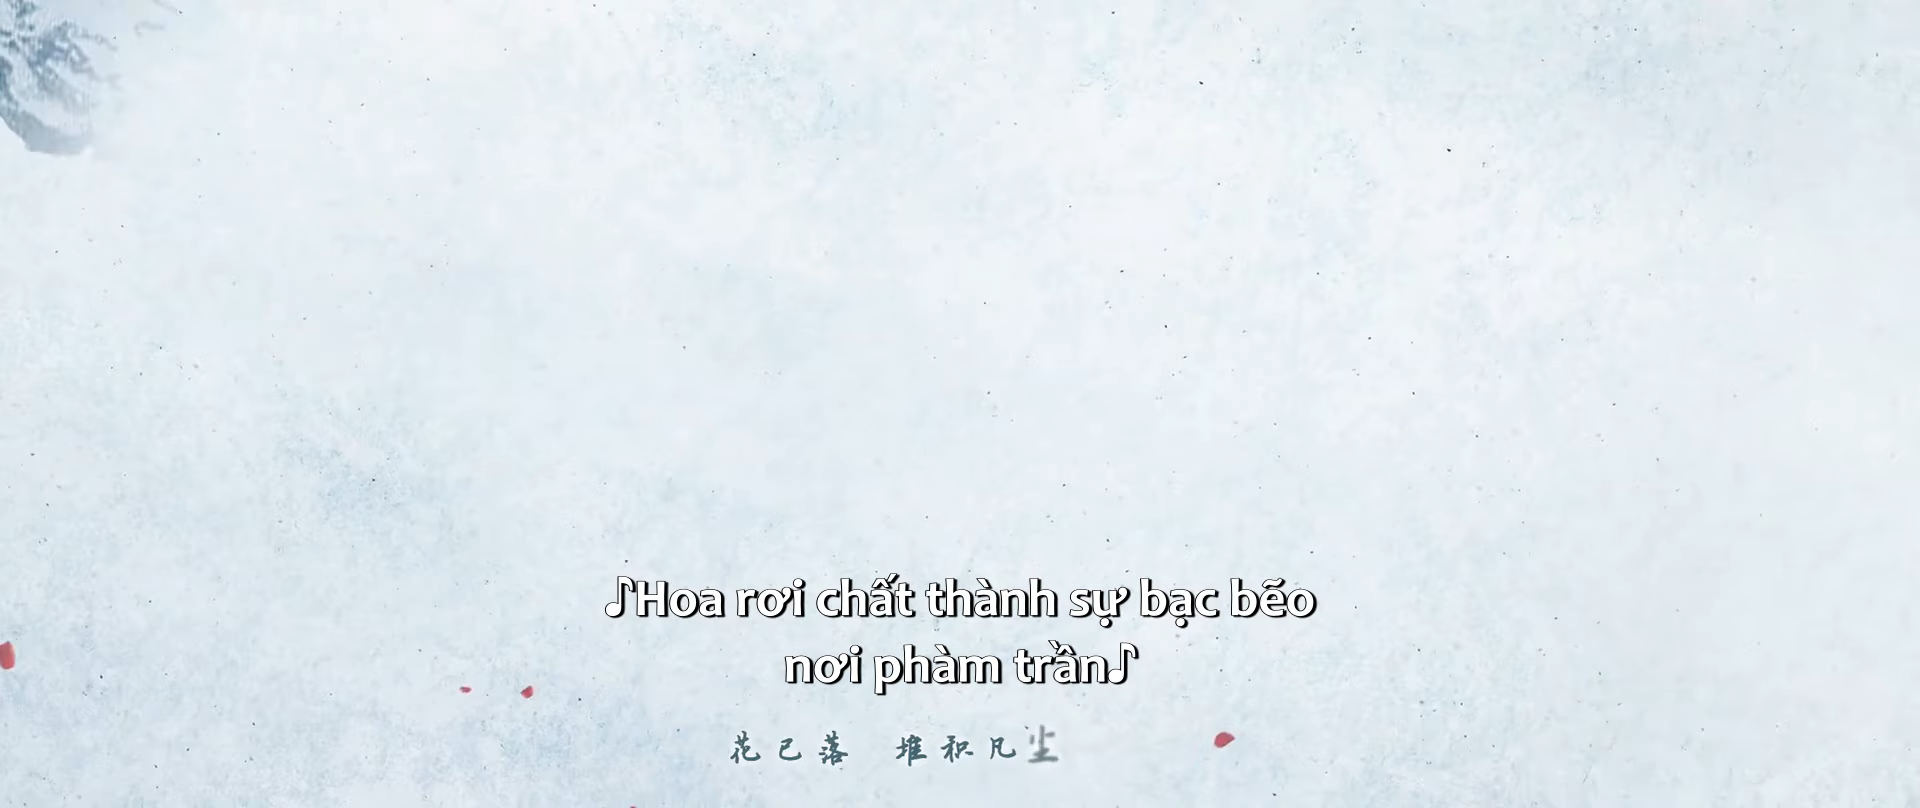 ♪Hoa rơi chất thành sự bạc bẽo
nơi phàm trần♪
花已落 堆积凡尘